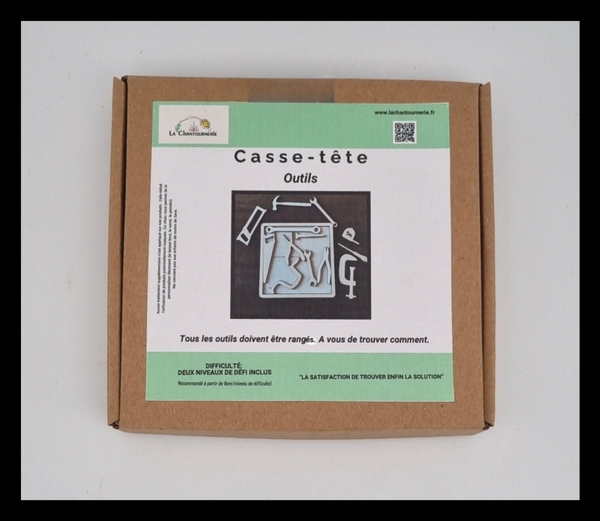 LA CHANTOURNERIE
www.lachantournerie.fr
Casse-tête
Outils
Tous les outils doivent être rangés. A vous de trouver comment.
DIFFICULTÉ:
DEUX NIVEAUX DE DÉFI INCLUS
"LA SATISFACTION DE TROUVER ENFIN LA SOLUTION"